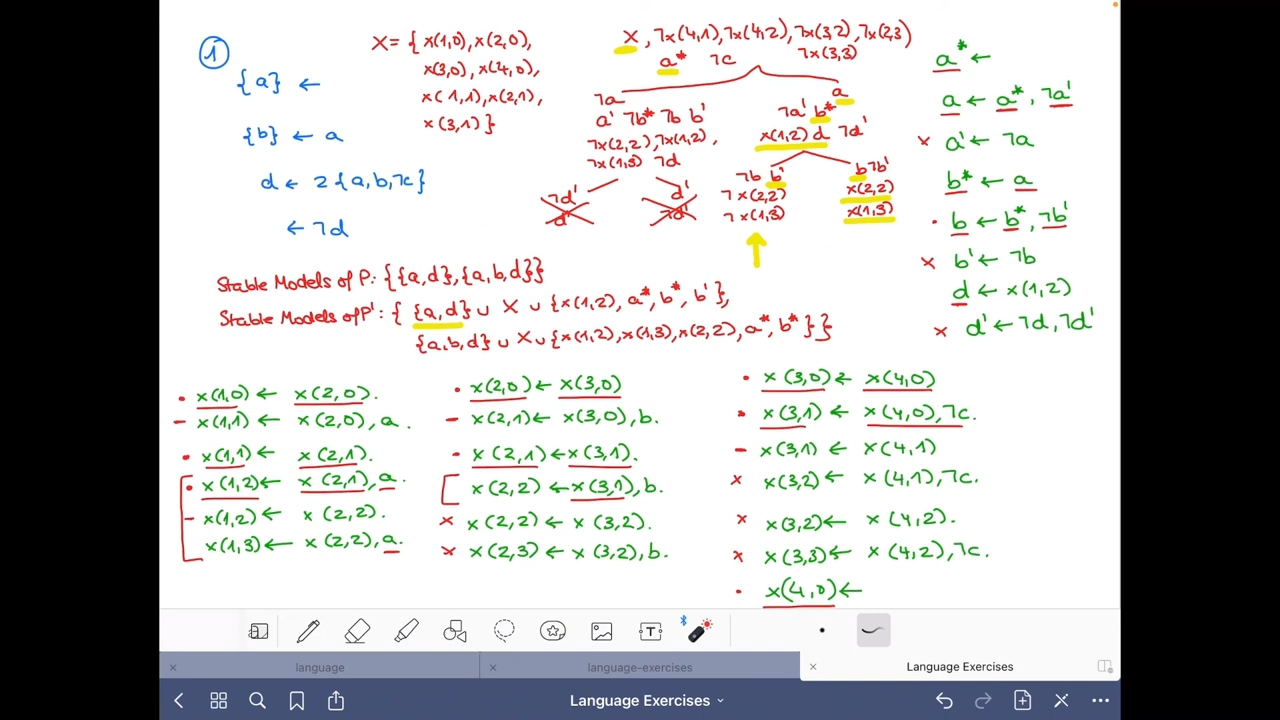 1
{a} ←
{b} ← a
d ← 2 {a, b, ¬c}
← ¬d
X = { x(1,0), x(2,0),
x(3,0), x(4,0),
x(1,1), x(2,1),
x(3,1) }
X, ¬x(4,1), ¬x(4,2), ¬x(3,2), ¬x(2,3)
a* ¬c ¬x(3,3)
¬a
a' ¬b* ¬b b'
¬x(2,2), ¬x(1,2),
¬x(1,3) ¬d
¬d'
d'
d'
¬d'
a
¬a' b*
x(1,2) d ¬d'
¬b b'
¬x(2,2)
¬x(1,3)
b ¬b'
x(2,2)
x(1,3)
a* ←
a ← a*, ¬a'
× a' ← ¬a
b* ← a
· b ← b*, ¬b'
× b' ← ¬b
d ← x(1,2)
× d' ← ¬d, ¬d'
Stable Models of P: {{a,d}, {a,b,d}}
Stable Models of P': { {a,d} ∪ X ∪ {x(1,2), a*, b*, b'},
{a,b,d} ∪ X ∪ {x(1,2), x(1,3), x(2,2), a*, b*}}
· x(1,0) ← x(2,0).
- x(1,1) ← x(2,0), a.
· x(1,1) ← x(2,1).
· x(1,2) ← x(2,1), a.
- x(1,2) ← x(2,2).
x(1,3) ← x(2,2), a.
· x(2,0) ← x(3,0)
- x(2,1) ← x(3,0), b.
· x(2,1) ← x(3,1).
x(2,2) ← x(3,1), b.
× x(2,2) ← x(3,2).
× x(2,3) ← x(3,2), b.
· x(3,0) ← x(4,0)
· x(3,1) ← x(4,0), ¬c.
- x(3,1) ← x(4,1)
× x(3,2) ← x(4,1), ¬c.
× x(3,2) ← x(4,2).
× x(3,3) ← x(4,2), ¬c.
· x(4,0) ←
T
language
language-exercises
Language Exercises
Language Exercises